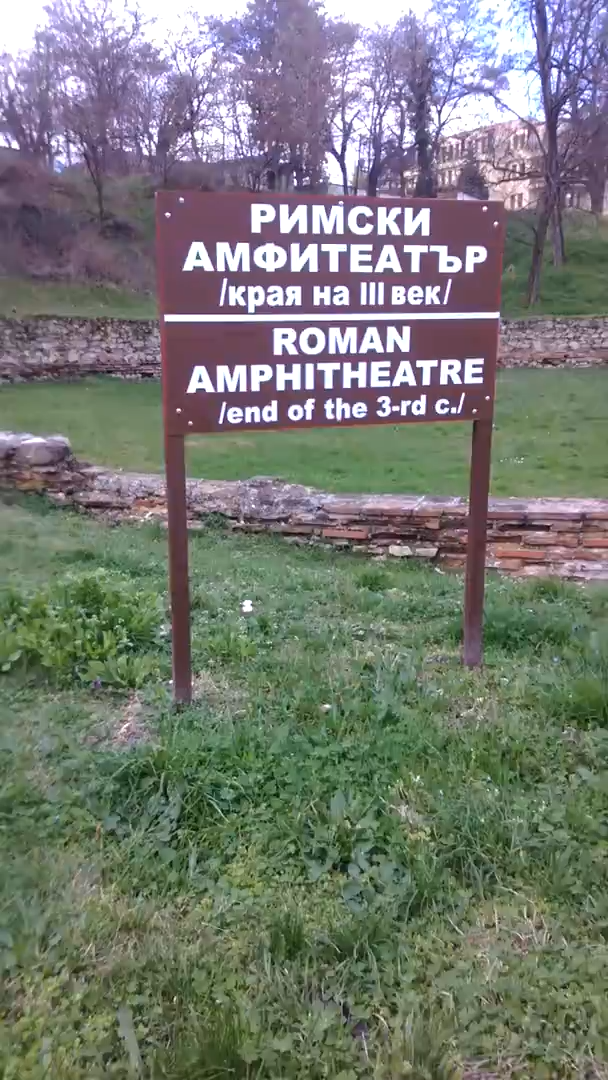 РИМСКИ
АМФИТЕАТЪР
/края на III век/
ROMAN
AMPHITHEATRE
/end of the 3-rd c./